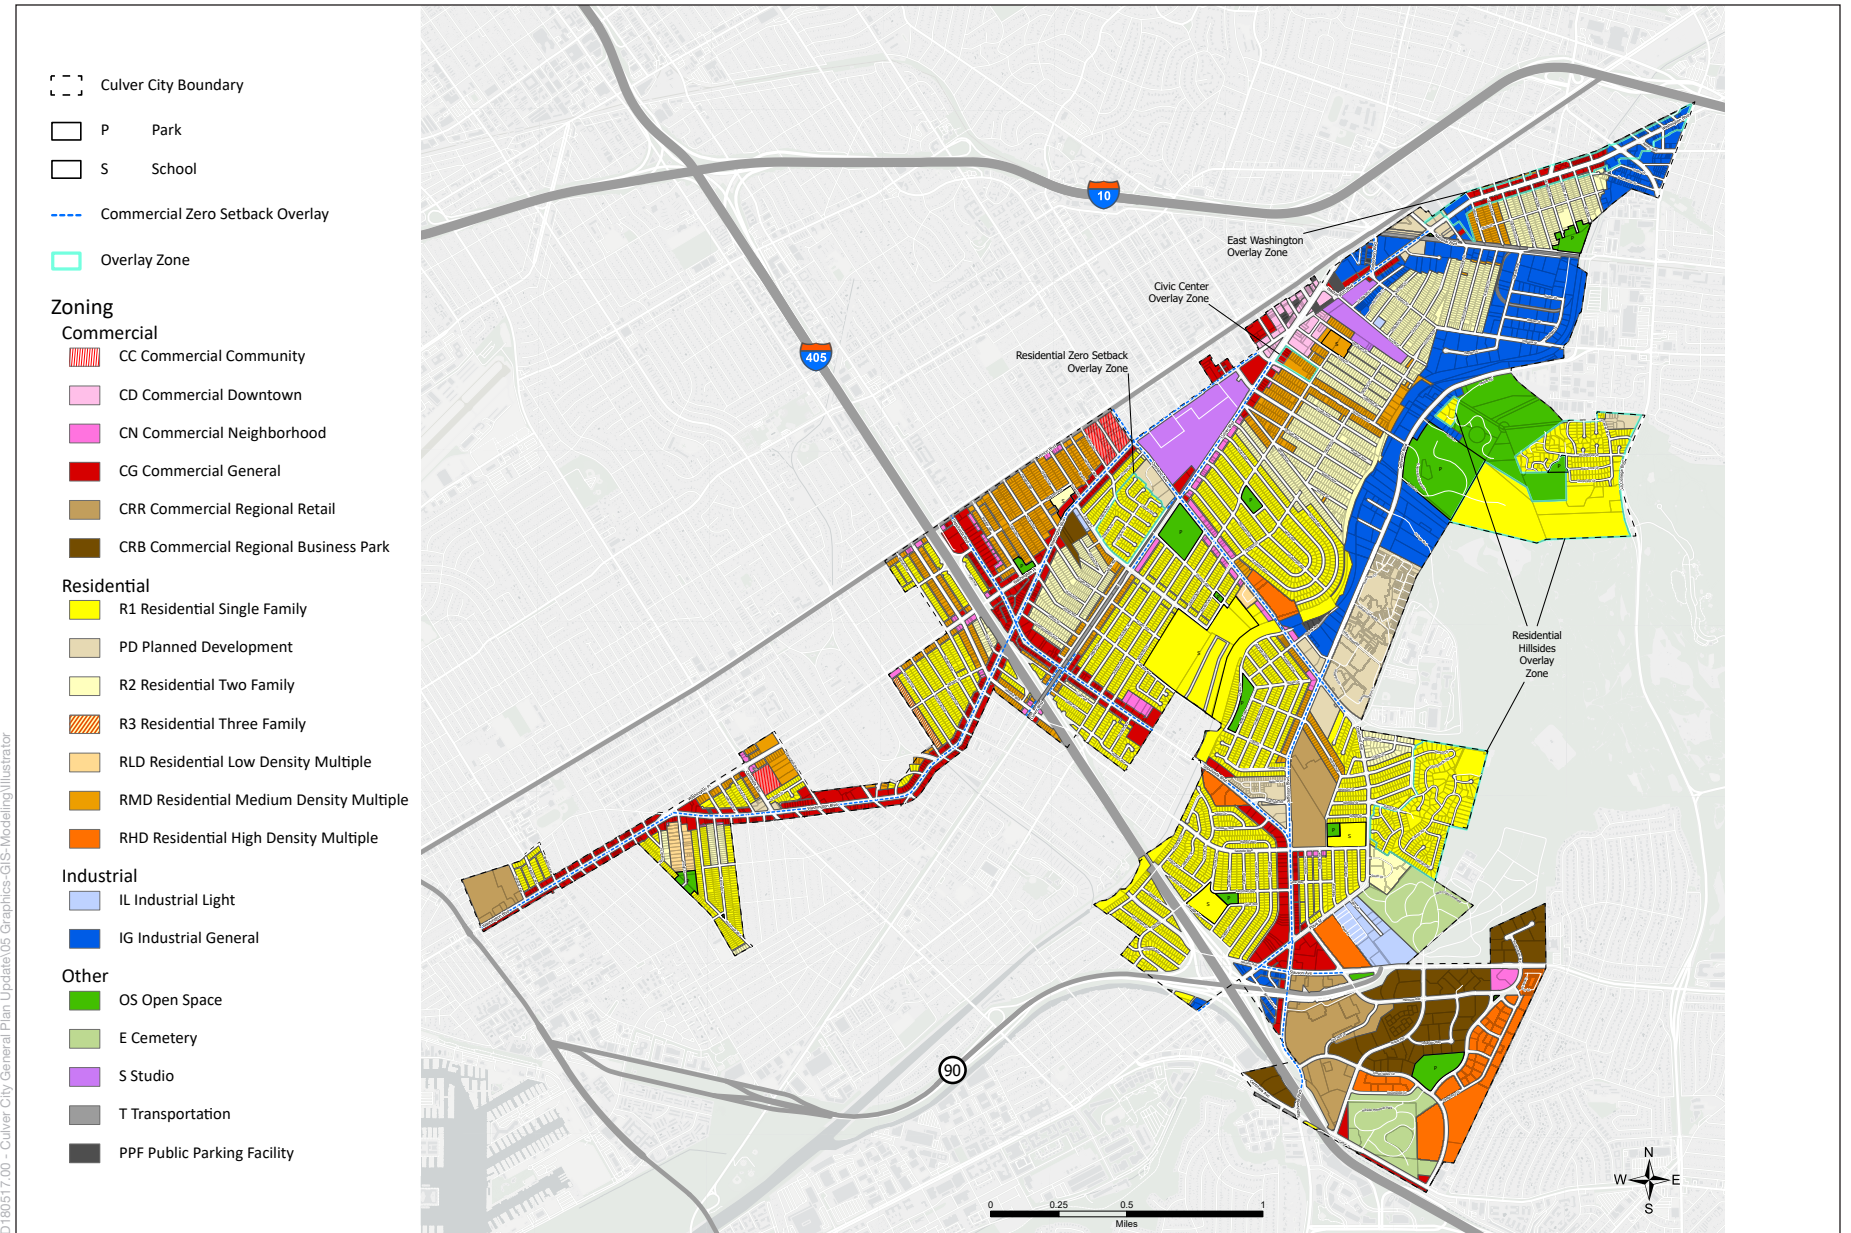 Culver City Boundary
P Park
S School
Commercial Zero Setback Overlay
Overlay Zone
Zoning
Commercial
CC Commercial Community
CD Commercial Downtown
CN Commercial Neighborhood
CG Commercial General
CRR Commercial Regional Retail
CRB Commercial Regional Business Park
Residential
R1 Residential Single Family
PD Planned Development
R2 Residential Two Family
R3 Residential Three Family
RLD Residential Low Density Multiple
RMD Residential Medium Density Multiple
RHD Residential High Density Multiple
Industrial
IL Industrial Light
IG Industrial General
Other
OS Open Space
E Cemetery
S Studio
T Transportation
PPF Public Parking Facility
D180517.00 - Culver City General Plan Update\05 Graphics-GIS-Modeling\Illustrator
10
405
90
East Washington
Overlay Zone
Civic Center
Overlay Zone
Residential Zero Setback
Overlay Zone
Residential
Hillsides
Overlay
Zone
P
P
P
P
P
P
P
P
S
S
S
S
S
N
W E
S
0 0.25 0.5 1
Miles